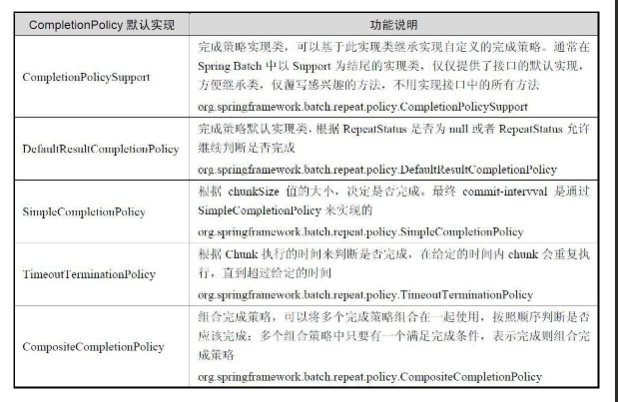 CompletionPolicy 默认实现
功能说明
CompletionPolicySupport
完成策略实现类，可以基于此实现类继承实现自定义的完成策略。通常在
Spring Batch 中以 Support 为结尾的实现类，仅仅提供了接口的默认实现，
方便继承类，仅覆写感兴趣的方法，不用实现接口中的所有方法
org.springframework.batch.repeat.policy.CompletionPolicySupport
DefaultResultCompletionPolicy
完成策略默认实现类，根据 RepeatStatus 是否为 null 或者 RepeatStatus 允许
继续判断是否完成
org.springframework.batch.repeat.policy.DefaultResultCompletionPolicy
SimpleCompletionPolicy
根据 chunkSize 值的大小，决定是否完成。最终 commit-intervval 是通过
SimpleCompletionPolicy 来实现的
org.springframework.batch.repeat.policy.SimpleCompletionPolicy
TimeoutTerminationPolicy
根据 Chunk 执行的时间来判断是否完成，在给定的时间内 chunk 会重复执
行，直到超过给定的时间
org.springframework.batch.repeat.policy.TimeoutTerminationPolicy
CompositeCompletionPolicy
组合完成策略，可以将多个完成策略组合在一起使用，按照顺序判断是否
应该完成；多个组合策略中只要有一个满足完成条件，表示完成则组合完
成策略
org.springframework.batch.repeat.policy.CompositeCompletionPolicy